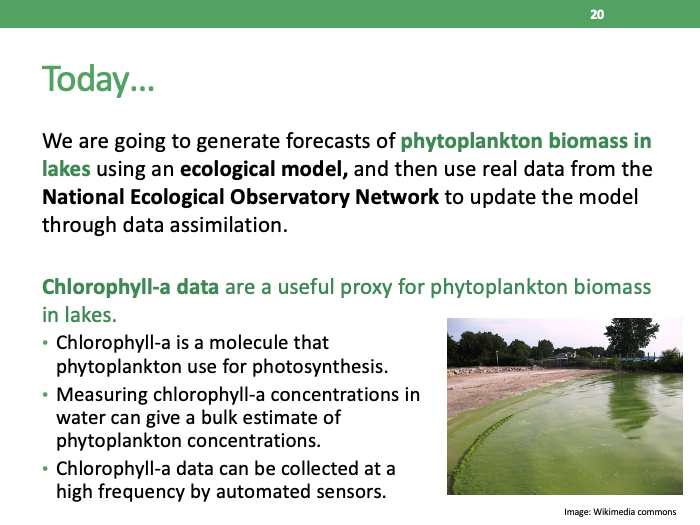 20
Today…
We are going to generate forecasts of phytoplankton biomass in
lakes using an ecological model, and then use real data from the
National Ecological Observatory Network to update the model
through data assimilation.
Chlorophyll-a data are a useful proxy for phytoplankton biomass
in lakes.
• Chlorophyll-a is a molecule that
phytoplankton use for photosynthesis.
• Measuring chlorophyll-a concentrations in
water can give a bulk estimate of
phytoplankton concentrations.
• Chlorophyll-a data can be collected at a
high frequency by automated sensors.
Image: Wikimedia commons